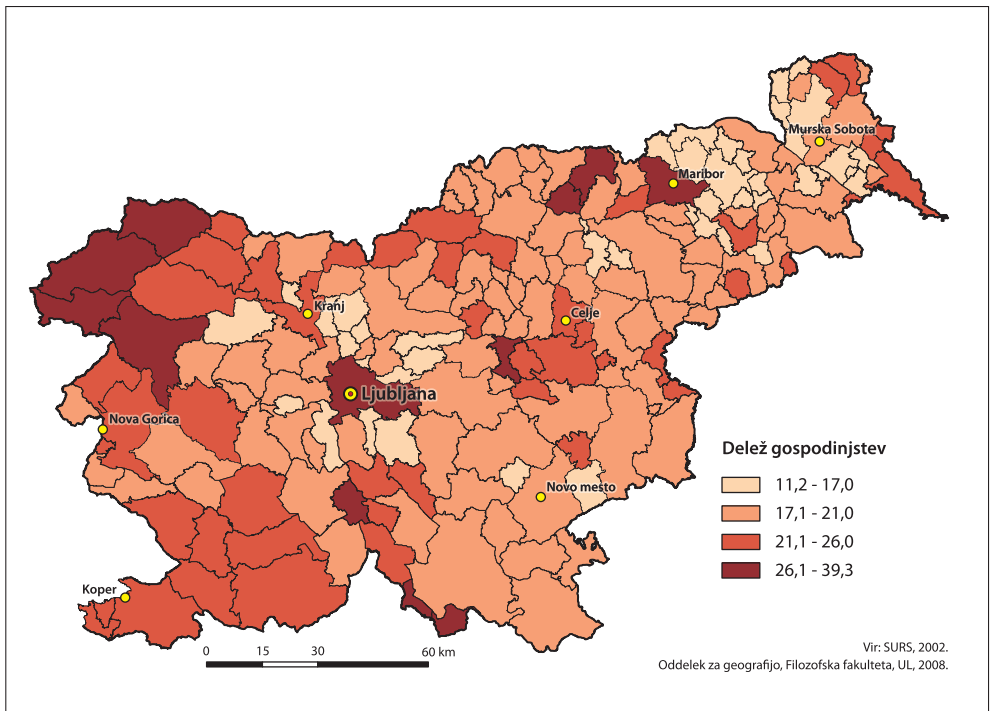 Murska Sobota
Maribor
Kranj
Celje
Ljubljana
Nova Gorica
Novo mesto
Koper
Delež gospodinjstev
11,2 - 17,0
17,1 - 21,0
21,1 - 26,0
26,1 - 39,3
0 15 30 60 km
Vir: SURS, 2002.
Oddelek za geografijo, Filozofska fakulteta, UL, 2008.